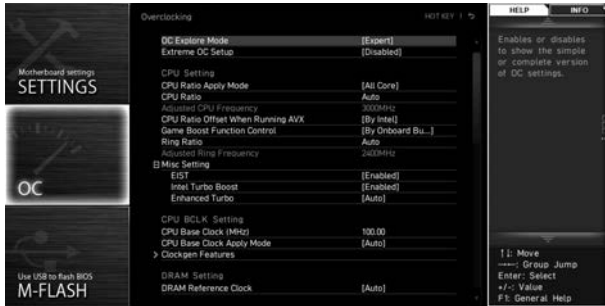 Motherboard settings
SETTINGS
OC
Use USB to flash BIOS
M-FLASH
Overclocking
HOT KEY
OC Explore Mode [Expert]
Extreme OC Setup [Disabled]
CPU Setting
CPU Ratio Apply Mode [All Core]
CPU Ratio Auto
Adjusted CPU Frequency 3000MHz
CPU Ratio Offset When Running AVX [By Intel]
Game Boost Function Control [By Onboard Bu...]
Ring Ratio Auto
Adjusted Ring Frequency 2400MHz
Misc Setting
EIST [Enabled]
Intel Turbo Boost [Enabled]
Enhanced Turbo [Auto]
CPU BCLK Setting
CPU Base Clock (MHz) 100.00
CPU Base Clock Apply Mode [Auto]
> Clockgen Features
DRAM Setting
DRAM Reference Clock [Auto]
HELP
INFO
Enables or disables
to show the simple
or complete version
of OC settings.
↑↓: Move
: Group Jump
Enter: Select
+/-: Value
F1: General Help